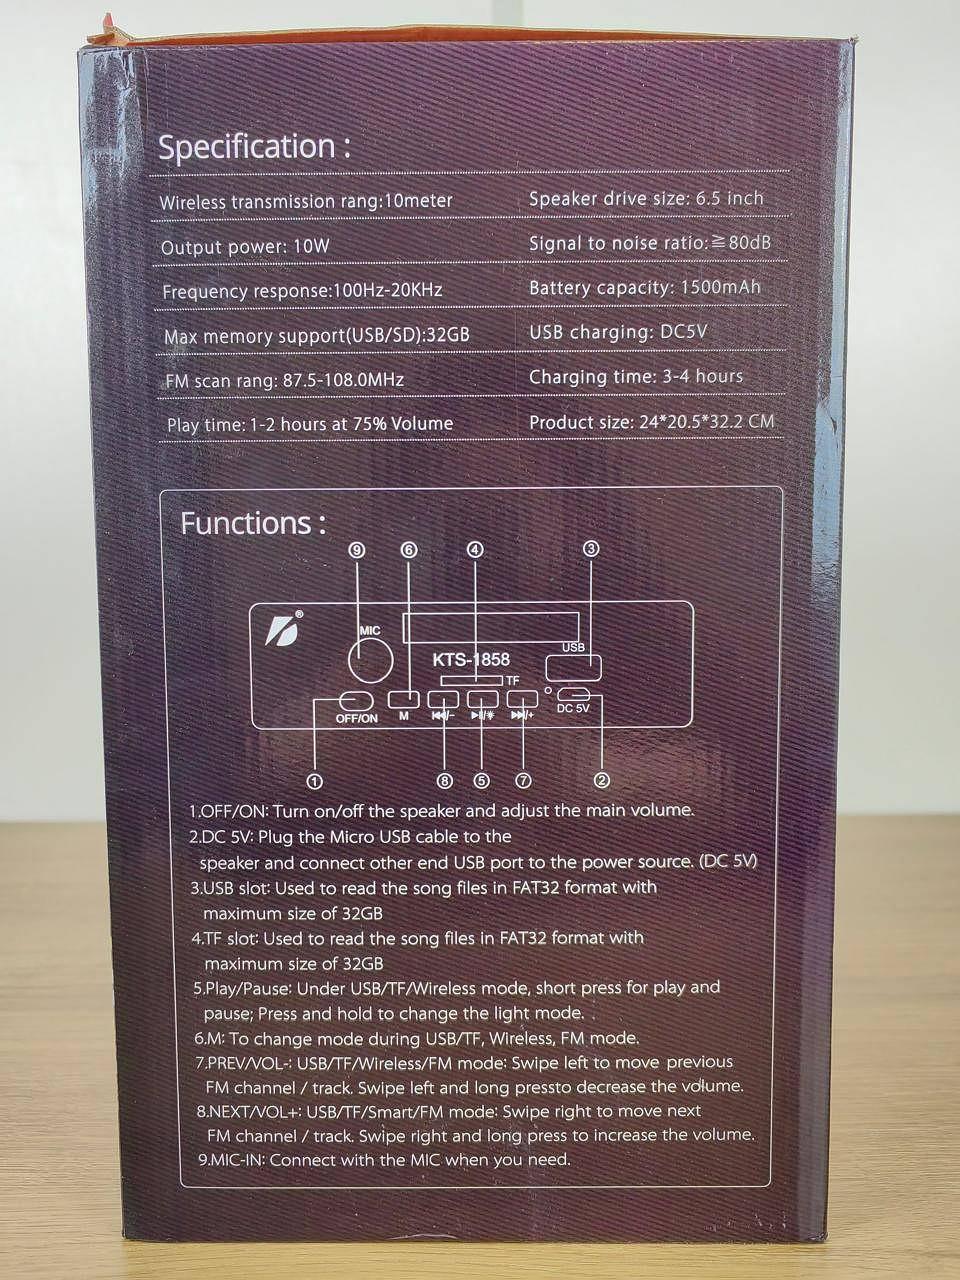 Specification :
Wireless transmission rang:10meter
Speaker drive size: 6.5 inch
Output power: 10W
Signal to noise ratio:≧80dB
Frequency response:100Hz-20KHz
Battery capacity: 1500mAh
Max memory support(USB/SD):32GB
USB charging: DC5V
FM scan rang: 87.5-108.0MHz
Charging time: 3-4 hours
Play time: 1-2 hours at 75% Volume
Product size: 24*20.5*32.2 CM
Functions :
⑨ ⑥ ④ ③
®
MIC
USB
KTS-1858
TF
OFF/ON M ⏮/- ⏯/☀ ⏭/+ DC 5V
① ⑧ ⑤ ⑦ ②
1.OFF/ON: Turn on/off the speaker and adjust the main volume.
2.DC 5V: Plug the Micro USB cable to the
speaker and connect other end USB port to the power source. (DC 5V)
3.USB slot: Used to read the song files in FAT32 format with
maximum size of 32GB
4.TF slot: Used to read the song files in FAT32 format with
maximum size of 32GB
5.Play/Pause: Under USB/TF/Wireless mode, short press for play and
pause; Press and hold to change the light mode.
6.M: To change mode during USB/TF, Wireless, FM mode.
7.PREV/VOL-: USB/TF/Wireless/FM mode: Swipe left to move previous
FM channel / track. Swipe left and long pressto decrease the volume.
8.NEXT/VOL+: USB/TF/Smart/FM mode: Swipe right to move next
FM channel / track. Swipe right and long press to increase the volume.
9.MIC-IN: Connect with the MIC when you need.